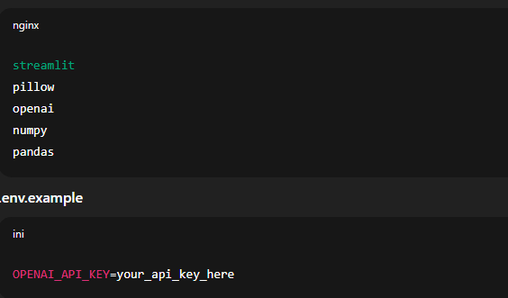 nginx
streamlit
pillow
openai
numpy
pandas
.env.example
ini
OPENAI_API_KEY=your_api_key_here